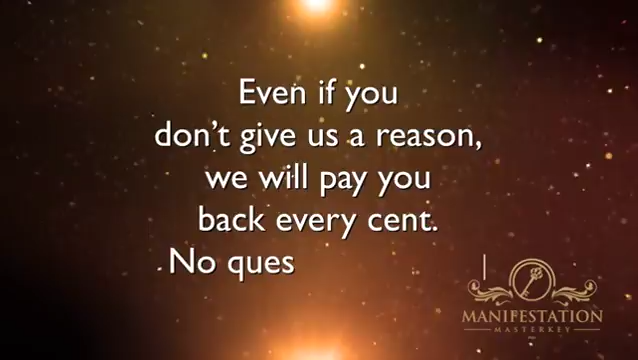 Even if you
don't give us a reason,
we will pay you
back every cent.
No ques
MANIFESTATION
MASTERKEY